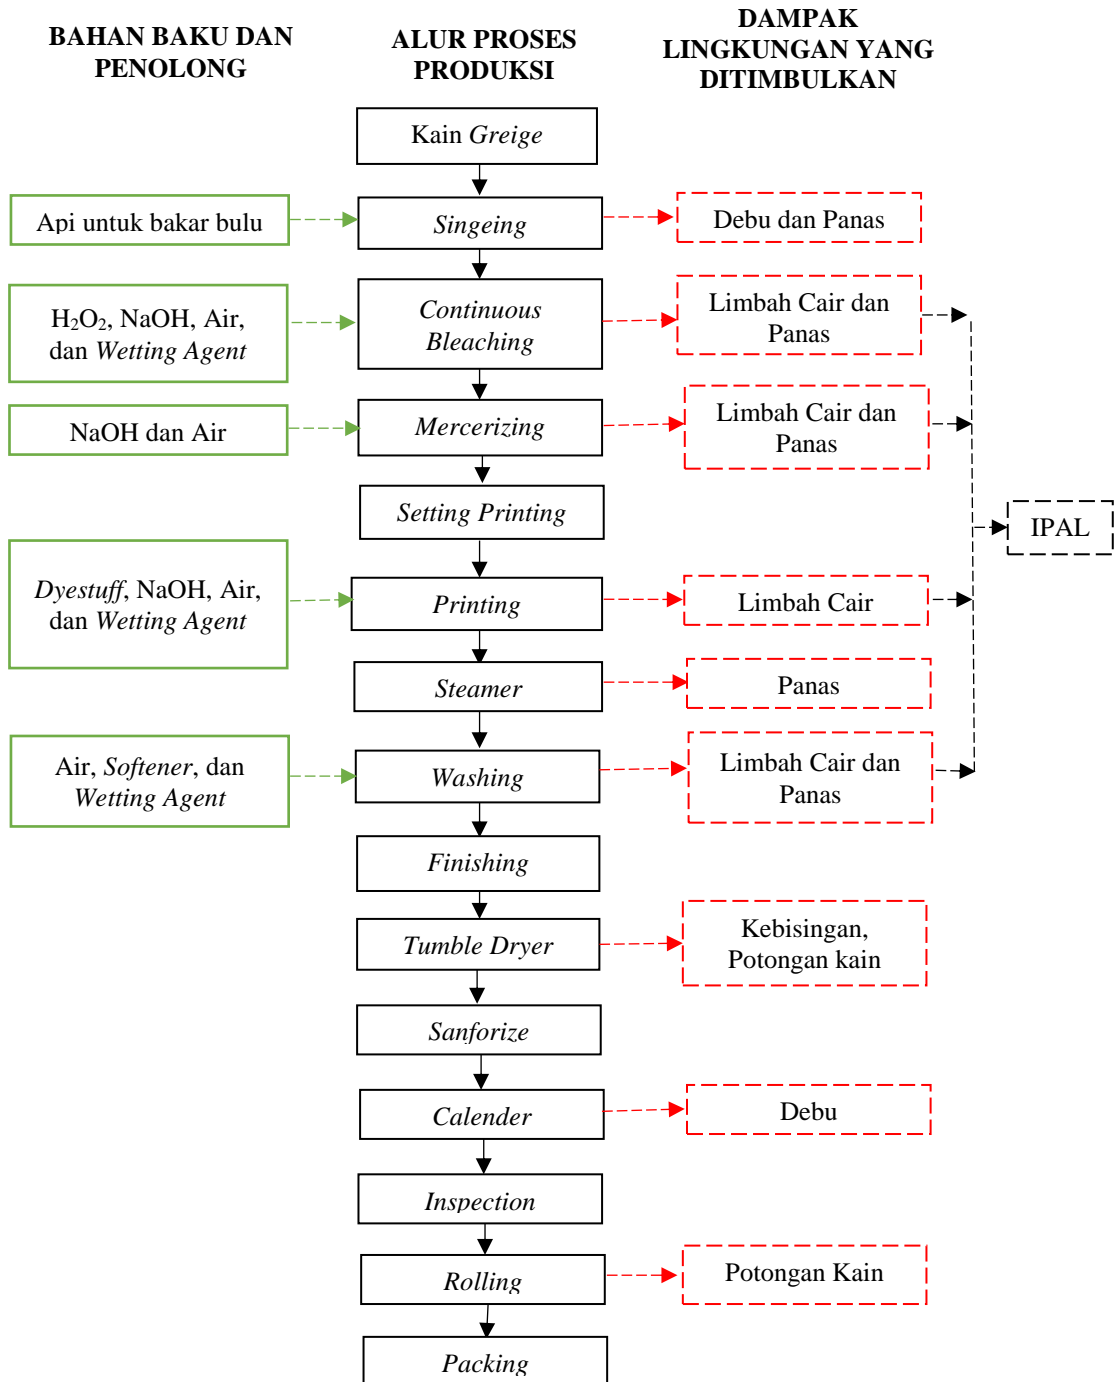 BAHAN BAKU DAN
PENOLONG
ALUR PROSES
PRODUKSI
DAMPAK
LINGKUNGAN YANG
DITIMBULKAN
Kain Greige
Api untuk bakar bulu
Singeing
Debu dan Panas
H₂O₂, NaOH, Air,
dan Wetting Agent
Continuous
Bleaching
Limbah Cair dan
Panas
NaOH dan Air
Mercerizing
Limbah Cair dan
Panas
Setting Printing
IPAL
Dyestuff, NaOH, Air,
dan Wetting Agent
Printing
Limbah Cair
Steamer
Panas
Air, Softener, dan
Wetting Agent
Washing
Limbah Cair dan
Panas
Finishing
Tumble Dryer
Kebisingan,
Potongan kain
Sanforize
Calender
Debu
Inspection
Rolling
Potongan Kain
Packing